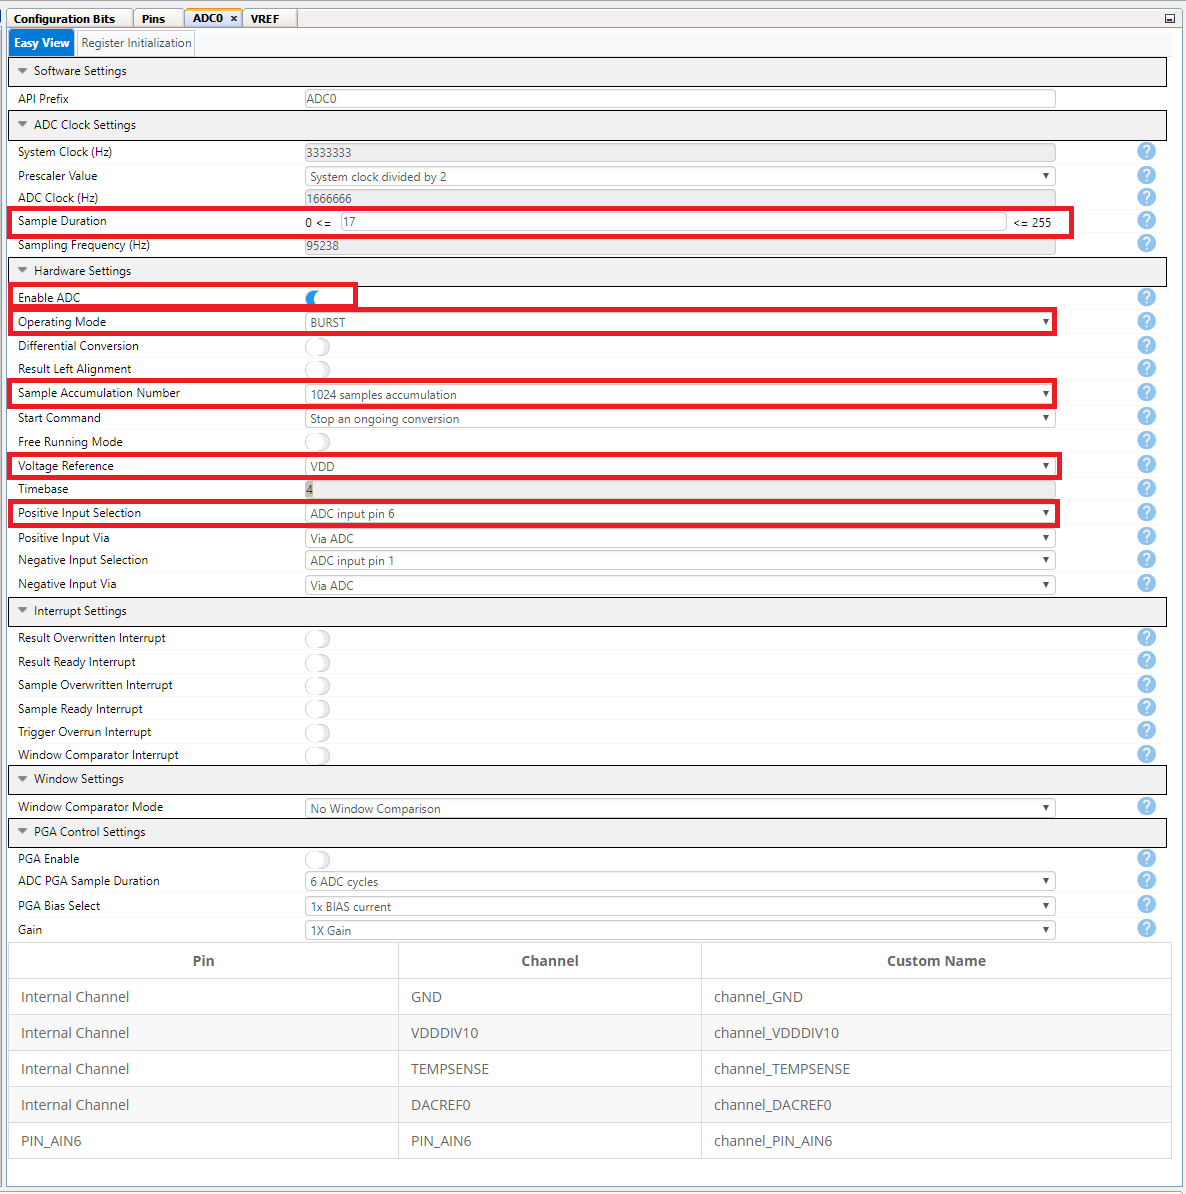 Configuration Bits Pins ADC0 × VREF
Easy View Register Initialization
Software Settings
API Prefix ADC0
ADC Clock Settings
System Clock (Hz) 3333333 ?
Prescaler Value System clock divided by 2 ?
ADC Clock (Hz) 1666666 ?
Sample Duration 0 <= 17 <= 255 ?
Sampling Frequency (Hz) 95238 ?
Hardware Settings
Enable ADC ?
Operating Mode BURST ?
Differential Conversion ?
Result Left Alignment ?
Sample Accumulation Number 1024 samples accumulation ?
Start Command Stop an ongoing conversion ?
Free Running Mode ?
Voltage Reference VDD ?
Timebase 4 ?
Positive Input Selection ADC input pin 6 ?
Positive Input Via Via ADC ?
Negative Input Selection ADC input pin 1 ?
Negative Input Via Via ADC ?
Interrupt Settings
Result Overwritten Interrupt ?
Result Ready Interrupt ?
Sample Overwritten Interrupt ?
Sample Ready Interrupt ?
Trigger Overrun Interrupt ?
Window Comparator Interrupt ?
Window Settings
Window Comparator Mode No Window Comparison ?
PGA Control Settings
PGA Enable ?
ADC PGA Sample Duration 6 ADC cycles ?
PGA Bias Select 1x BIAS current ?
Gain 1X Gain ?
Pin Channel Custom Name
Internal Channel GND channel_GND
Internal Channel VDDDIV10 channel_VDDDIV10
Internal Channel TEMPSENSE channel_TEMPSENSE
Internal Channel DACREF0 channel_DACREF0
PIN_AIN6 PIN_AIN6 channel_PIN_AIN6